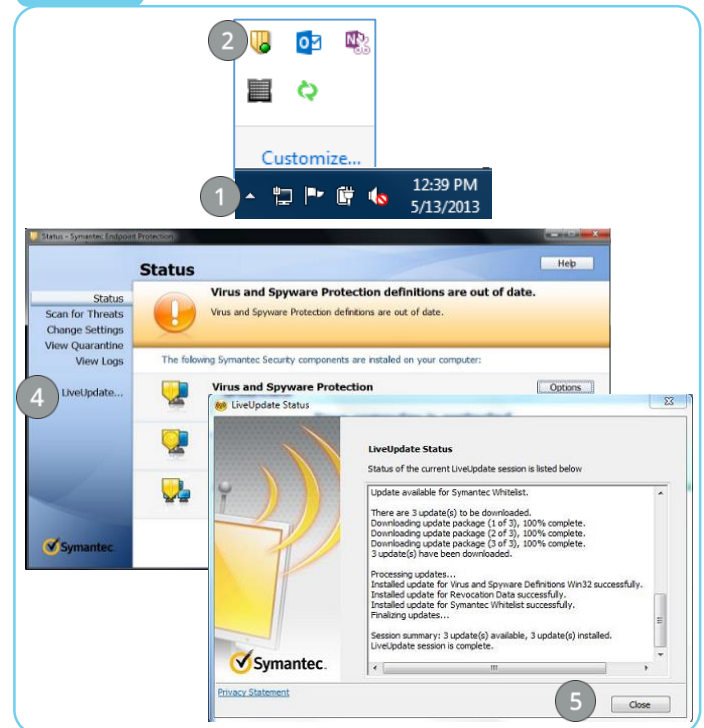 2
Customize...
1
12:39 PM
5/13/2013
Status - Symantec Endpoint Protection
Status
Help
Status
Scan for Threats
Change Settings
View Quarantine
View Logs
4
LiveUpdate...
Virus and Spyware Protection definitions are out of date.
Virus and Spyware Protection definitions are out of date.
The following Symantec Security components are installed on your computer:
Virus and Spyware Protection
Options
Symantec.
LiveUpdate Status
LiveUpdate Status
Status of the current LiveUpdate session is listed below
Update available for Symantec Whitelist.
There are 3 update(s) to be downloaded.
Downloading update package (1 of 3), 100% complete.
Downloading update package (2 of 3), 100% complete.
Downloading update package (3 of 3), 100% complete.
3 update(s) have been downloaded.
Processing updates...
Installed update for Virus and Spyware Definitions Win32 successfully.
Installed update for Revocation Data successfully.
Installed update for Symantec Whitelist successfully.
Finalizing updates...
Session summary: 3 update(s) available, 3 update(s) installed.
LiveUpdate session is complete.
Symantec.
Privacy Statement
5
Close